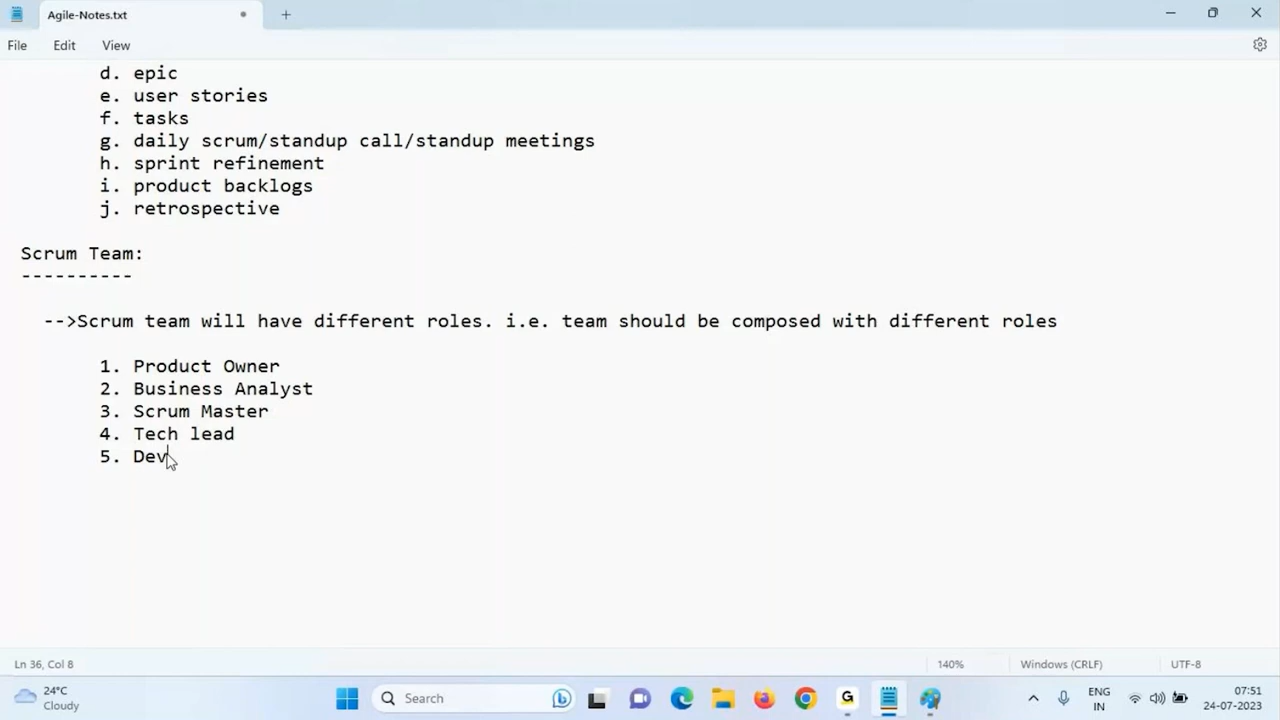 Agile-Notes.txt
File Edit View
d. epic
e. user stories
f. tasks
g. daily scrum/standup call/standup meetings
h. sprint refinement
i. product backlogs
j. retrospective
Scrum Team:
----------
-->Scrum team will have different roles. i.e. team should be composed with different roles
1. Product Owner
2. Business Analyst
3. Scrum Master
4. Tech lead
5. Dev
Ln 36, Col 8 140% Windows (CRLF) UTF-8
24°C
Cloudy
Search
ENG
IN
07:51
24-07-2023